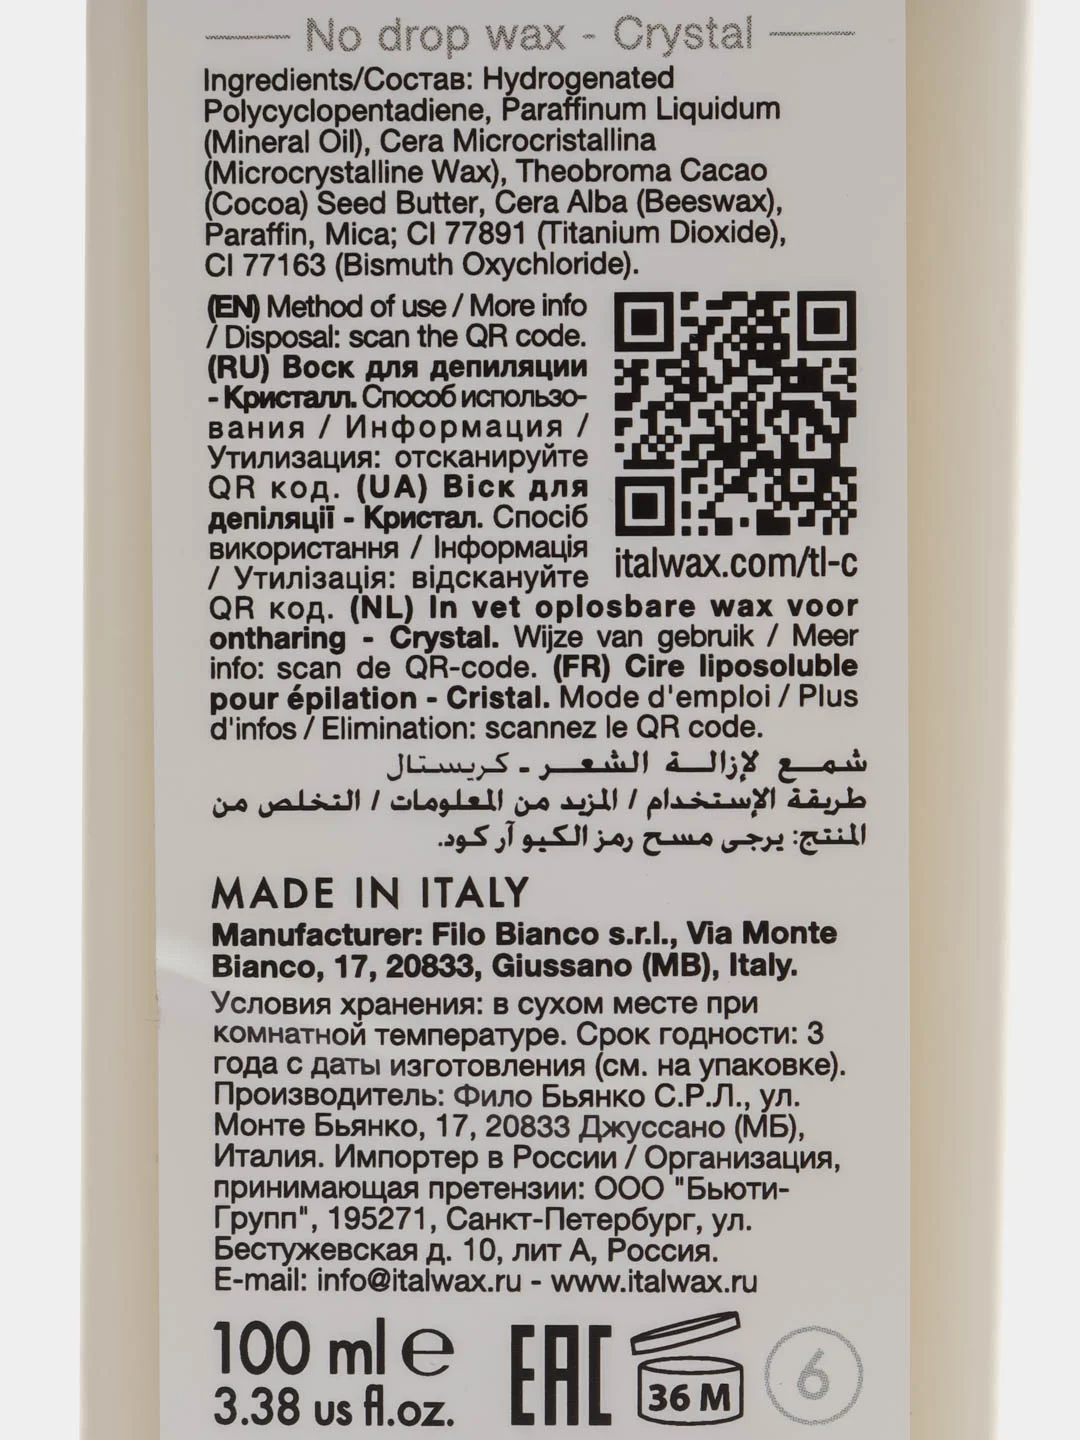 No drop wax - Crystal
Ingredients/Состав: Hydrogenated
Polycyclopentadiene, Paraffinum Liquidum
(Mineral Oil), Cera Microcristallina
(Microcrystalline Wax), Theobroma Cacao
(Cocoa) Seed Butter, Cera Alba (Beeswax),
Paraffin, Mica; CI 77891 (Titanium Dioxide),
CI 77163 (Bismuth Oxychloride).
(EN) Method of use / More info
/ Disposal: scan the QR code.
(RU) Воск для депиляции
- Кристалл. Способ использо-
вания / Информация /
Утилизация: отсканируйте
QR код. (UA) Віск для
депіляції - Кристал. Спосіб
використання / Інформація
/ Утилізація: відскануйте
italwax.com/tl-c
QR код. (NL) In vet oplosbare wax voor
ontharing - Crystal. Wijze van gebruik / Meer
info: scan de QR-code. (FR) Cire liposoluble
pour épilation - Cristal. Mode d'emploi / Plus
d'infos / Elimination: scannez le QR code.
شمع لإزالة الشعر - كريستال
طريقة الإستخدام / المزيد من المعلومات / التخلص من
المنتج: يرجى مسح رمز الكيو آر كود.
MADE IN ITALY
Manufacturer: Filo Bianco s.r.l., Via Monte
Bianco, 17, 20833, Giussano (MB), Italy.
Условия хранения: в сухом месте при
комнатной температуре. Срок годности: 3
года с даты изготовления (см. на упаковке).
Производитель: Фило Бьянко С.Р.Л., ул.
Монте Бьянко, 17, 20833 Джуссано (МБ),
Италия. Импортер в России / Организация,
принимающая претензии: ООО "Бьюти-
Групп", 195271, Санкт-Петербург, ул.
Бестужевская д. 10, лит А, Россия.
E-mail: info@italwax.ru - www.italwax.ru
100 ml e
3.38 us fl.oz.
EAC
36 M
6